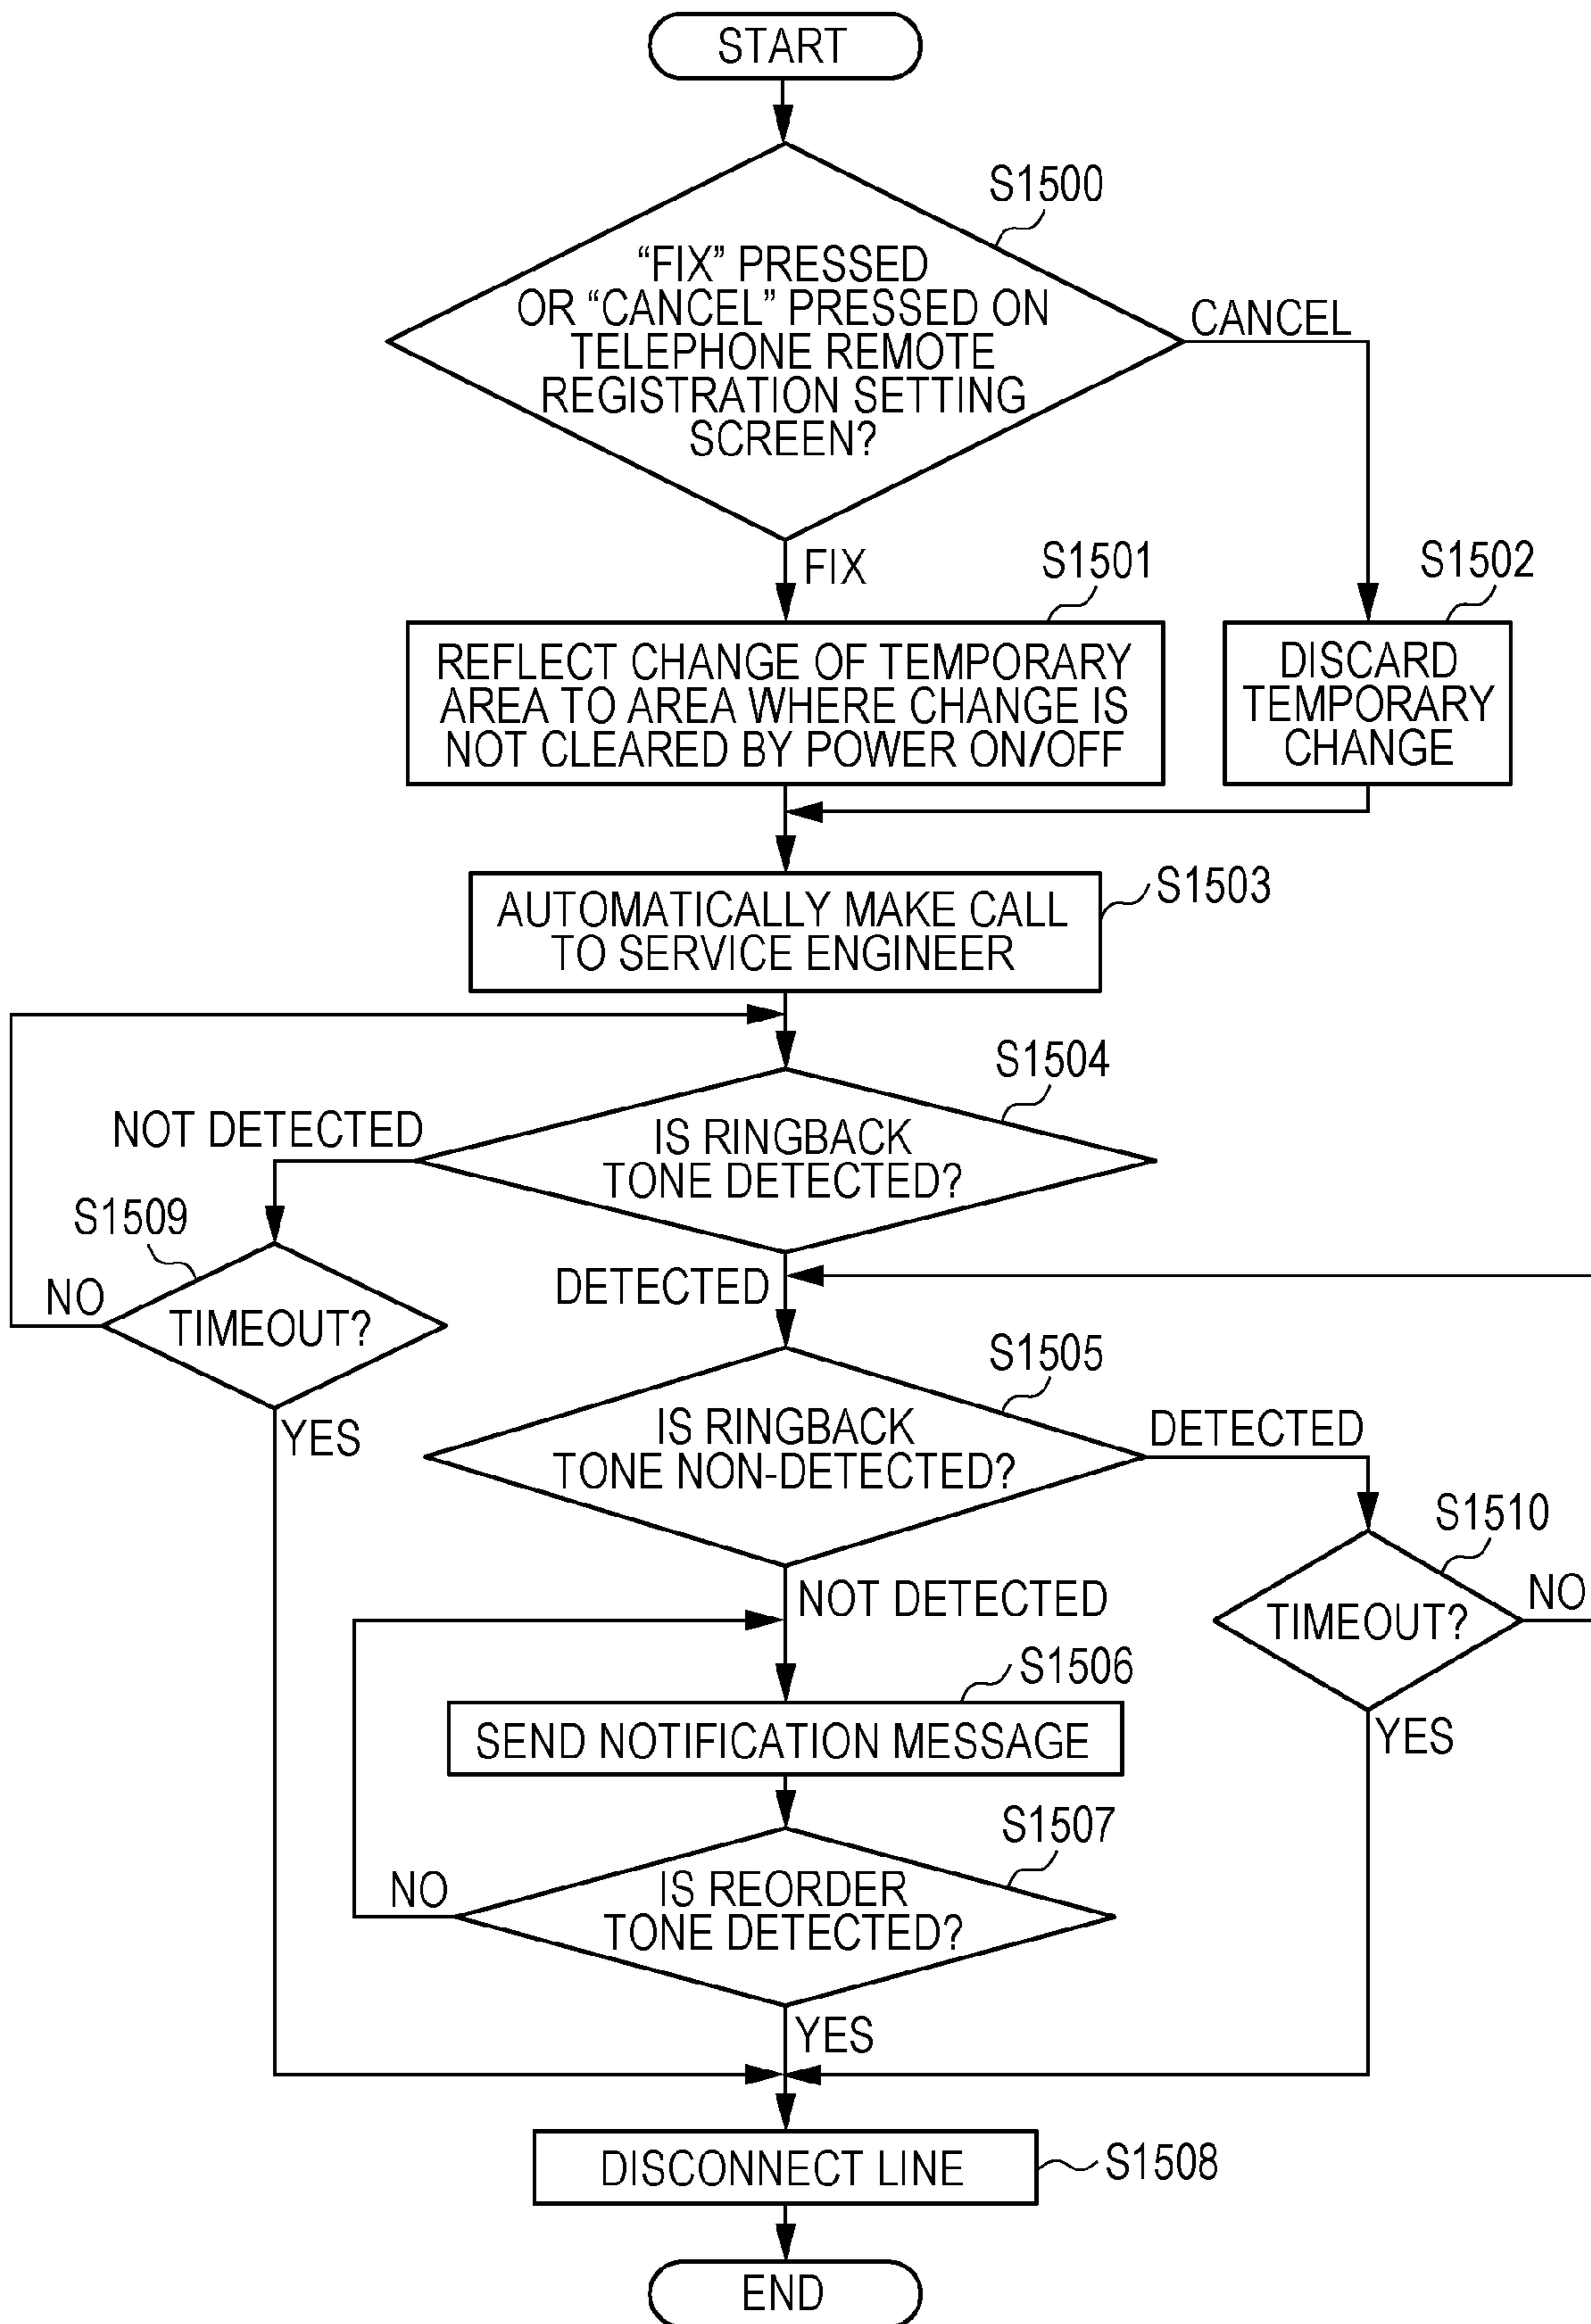 START
S1500
“FIX” PRESSED
OR “CANCEL” PRESSED ON
TELEPHONE REMOTE
REGISTRATION SETTING
SCREEN?
CANCEL
FIX
S1501
S1502
REFLECT CHANGE OF TEMPORARY
AREA TO AREA WHERE CHANGE IS
NOT CLEARED BY POWER ON/OFF
DISCARD
TEMPORARY
CHANGE
S1503
AUTOMATICALLY MAKE CALL
TO SERVICE ENGINEER
S1504
NOT DETECTED
IS RINGBACK
TONE DETECTED?
S1509
NO
TIMEOUT?
DETECTED
YES
S1505
IS RINGBACK
TONE NON-DETECTED?
DETECTED
S1510
TIMEOUT?
NO
NOT DETECTED
S1506
SEND NOTIFICATION MESSAGE
YES
S1507
NO
IS REORDER
TONE DETECTED?
YES
DISCONNECT LINE
S1508
END